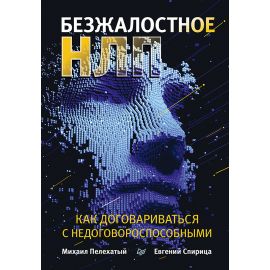 БЕЗЖАЛОСТНОЕ
НЛП
КАК ДОГОВАРИВАТЬСЯ
С НЕДОГОВОРОСПОСОБНЫМИ
Михаил Пелехатый Евгений Спирица